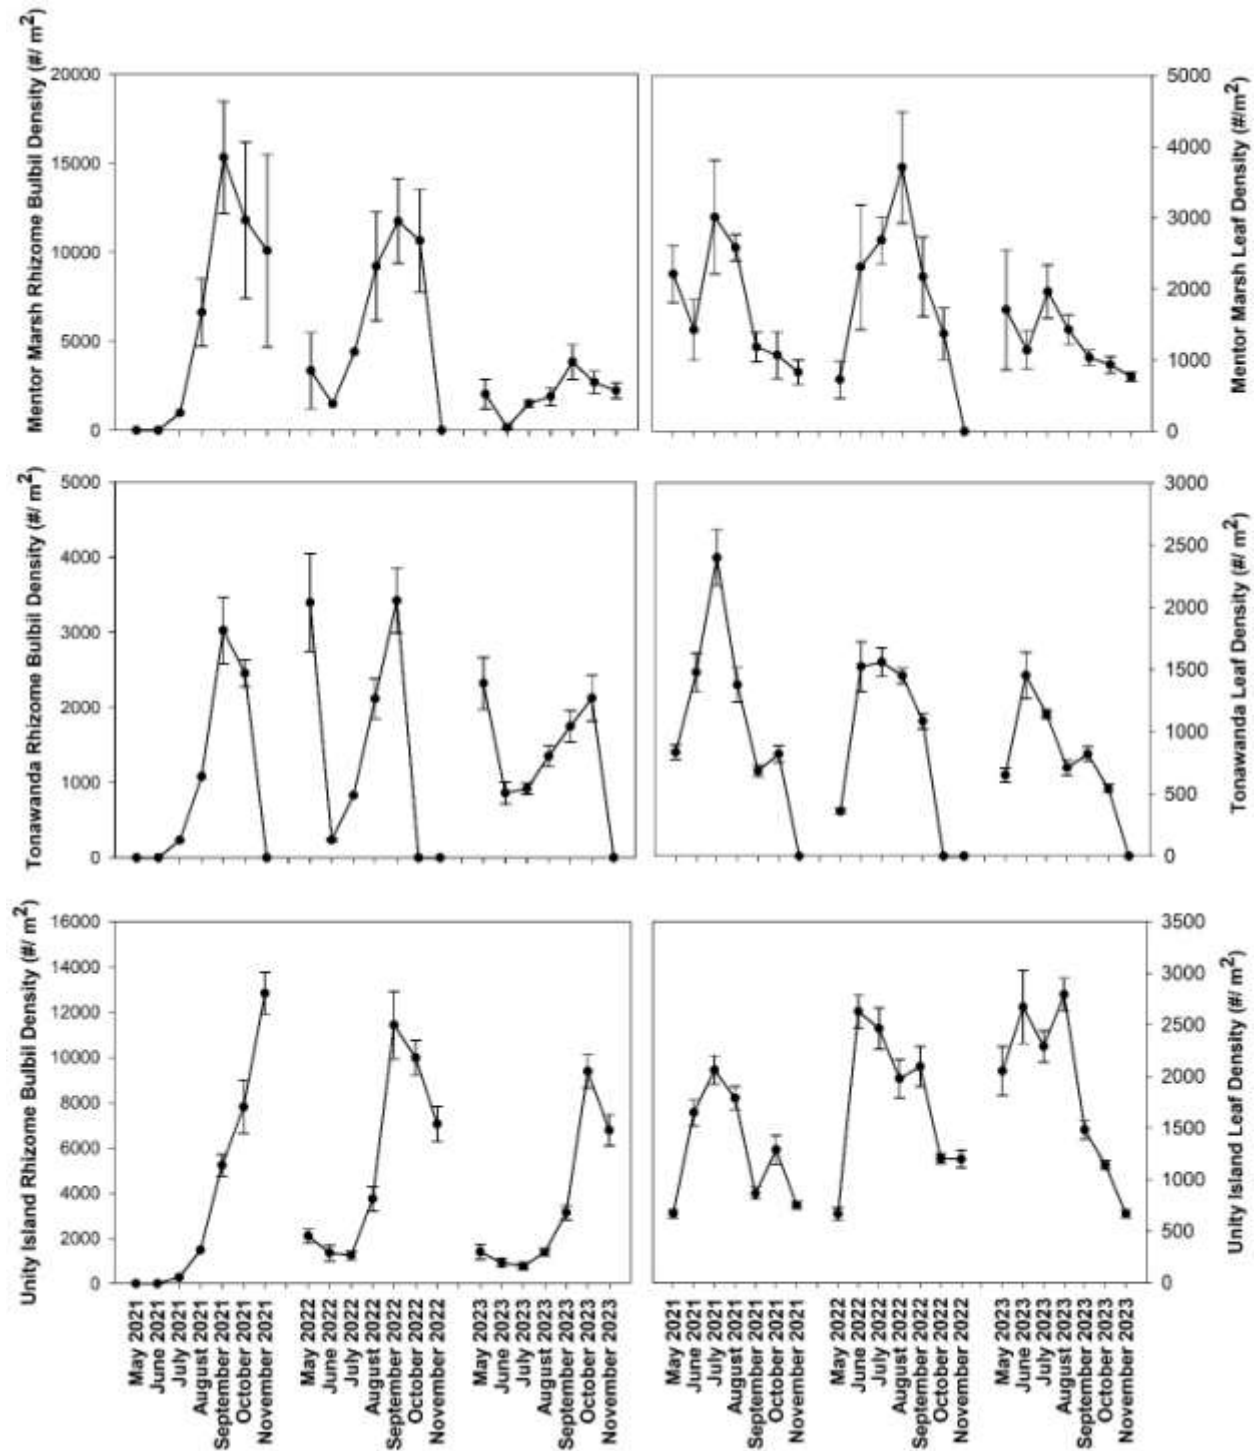 Mentor Marsh Rhizome Bulbil Density (#/ m²)
20000
15000
10000
5000
0
5000
4000
3000
2000
1000
0
Mentor Marsh Leaf Density (#/m²)
Tonawanda Rhizome Bulbil Density (#/ m²)
5000
4000
3000
2000
1000
0
3000
2500
2000
1500
1000
500
0
Tonawanda Leaf Density (#/ m²)
Unity Island Rhizome Bulbil Density (#/ m²)
16000
14000
12000
10000
8000
6000
4000
2000
0
3500
3000
2500
2000
1500
1000
500
0
Unity Island Leaf Density (#/ m²)
May 2021
June 2021
July 2021
August 2021
September 2021
October 2021
November 2021
May 2022
June 2022
July 2022
August 2022
September 2022
October 2022
November 2022
May 2023
June 2023
July 2023
August 2023
September 2023
October 2023
November 2023
May 2021
June 2021
July 2021
August 2021
September 2021
October 2021
November 2021
May 2022
June 2022
July 2022
August 2022
September 2022
October 2022
November 2022
May 2023
June 2023
July 2023
August 2023
September 2023
October 2023
November 2023